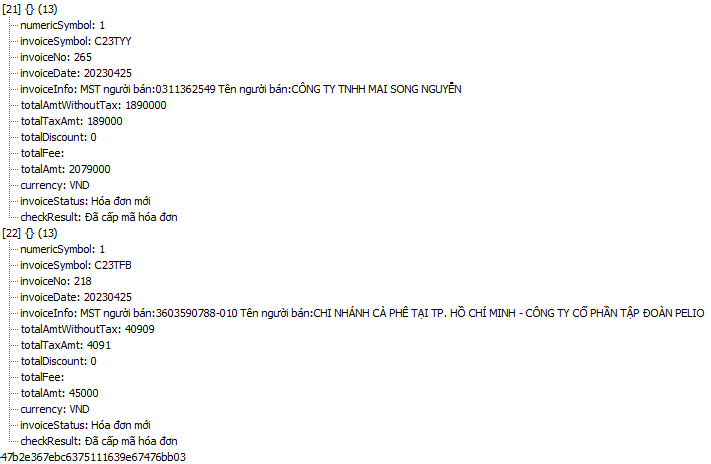 [21] {} (13)
numericSymbol: 1
invoiceSymbol: C23TYY
invoiceNo: 265
invoiceDate: 20230425
invoiceInfo: MST người bán:0311362549 Tên người bán:CÔNG TY TNHH MAI SONG NGUYỄN
totalAmtWithoutTax: 1890000
totalTaxAmt: 189000
totalDiscount: 0
totalFee:
totalAmt: 2079000
currency: VND
invoiceStatus: Hóa đơn mới
checkResult: Đã cấp mã hóa đơn
[22] {} (13)
numericSymbol: 1
invoiceSymbol: C23TFB
invoiceNo: 218
invoiceDate: 20230425
invoiceInfo: MST người bán:3603590788-010 Tên người bán:CHI NHÁNH CÀ PHÊ TẠI TP. HỒ CHÍ MINH - CÔNG TY CỔ PHẦN TẬP ĐOÀN PELIO
totalAmtWithoutTax: 40909
totalTaxAmt: 4091
totalDiscount: 0
totalFee:
totalAmt: 45000
currency: VND
invoiceStatus: Hóa đơn mới
checkResult: Đã cấp mã hóa đơn
47b2e367ebc6375111639e67476bb03